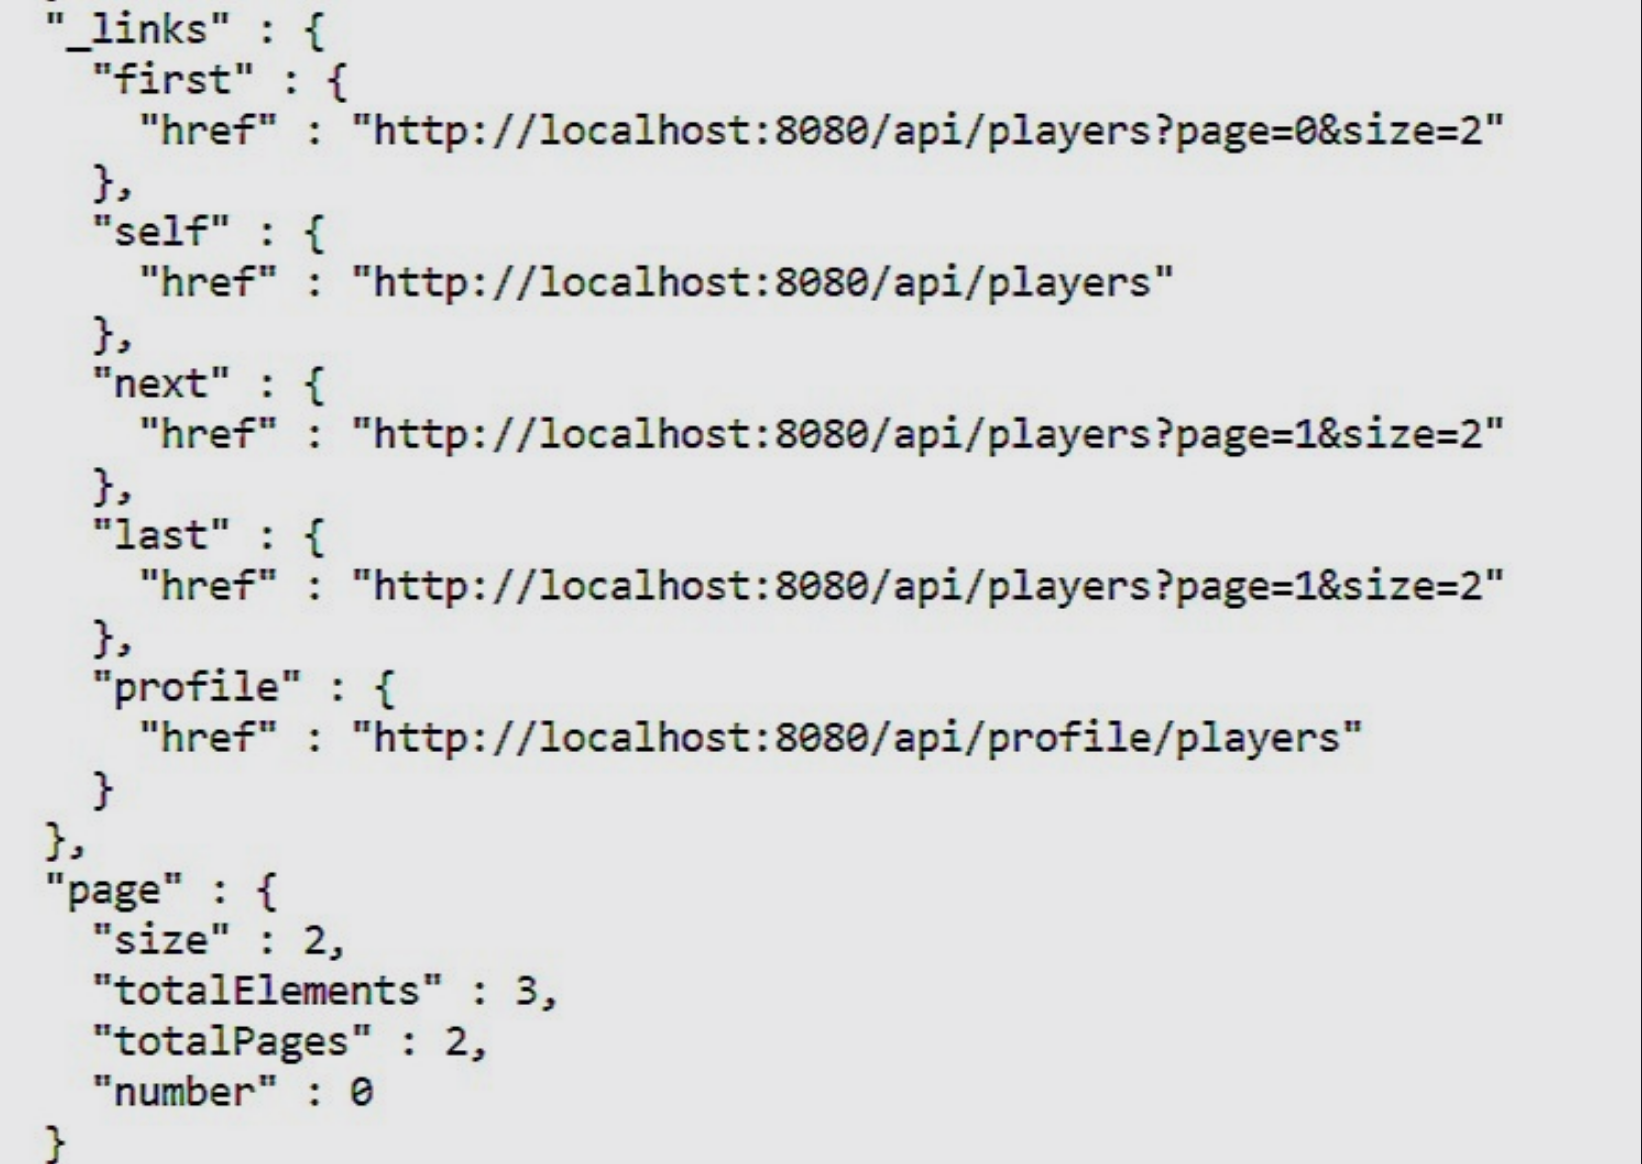 "_links" : {
"first" : {
"href" : "http://localhost:8080/api/players?page=0&size=2"
},
"self" : {
"href" : "http://localhost:8080/api/players"
},
"next" : {
"href" : "http://localhost:8080/api/players?page=1&size=2"
},
"last" : {
"href" : "http://localhost:8080/api/players?page=1&size=2"
},
"profile" : {
"href" : "http://localhost:8080/api/profile/players"
}
},
"page" : {
"size" : 2,
"totalElements" : 3,
"totalPages" : 2,
"number" : 0
}